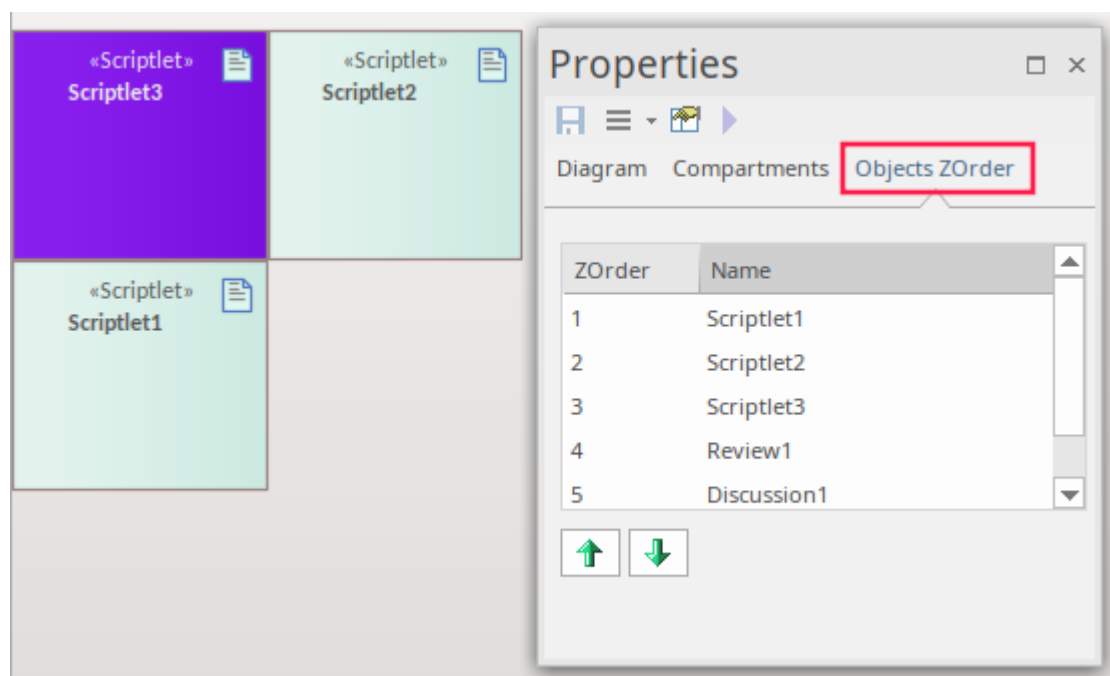 «Scriptlet»
Scriptlet3
«Scriptlet»
Scriptlet2
«Scriptlet»
Scriptlet1
Properties
Diagram Compartments Objects ZOrder
ZOrder Name
1 Scriptlet1
2 Scriptlet2
3 Scriptlet3
4 Review1
5 Discussion1